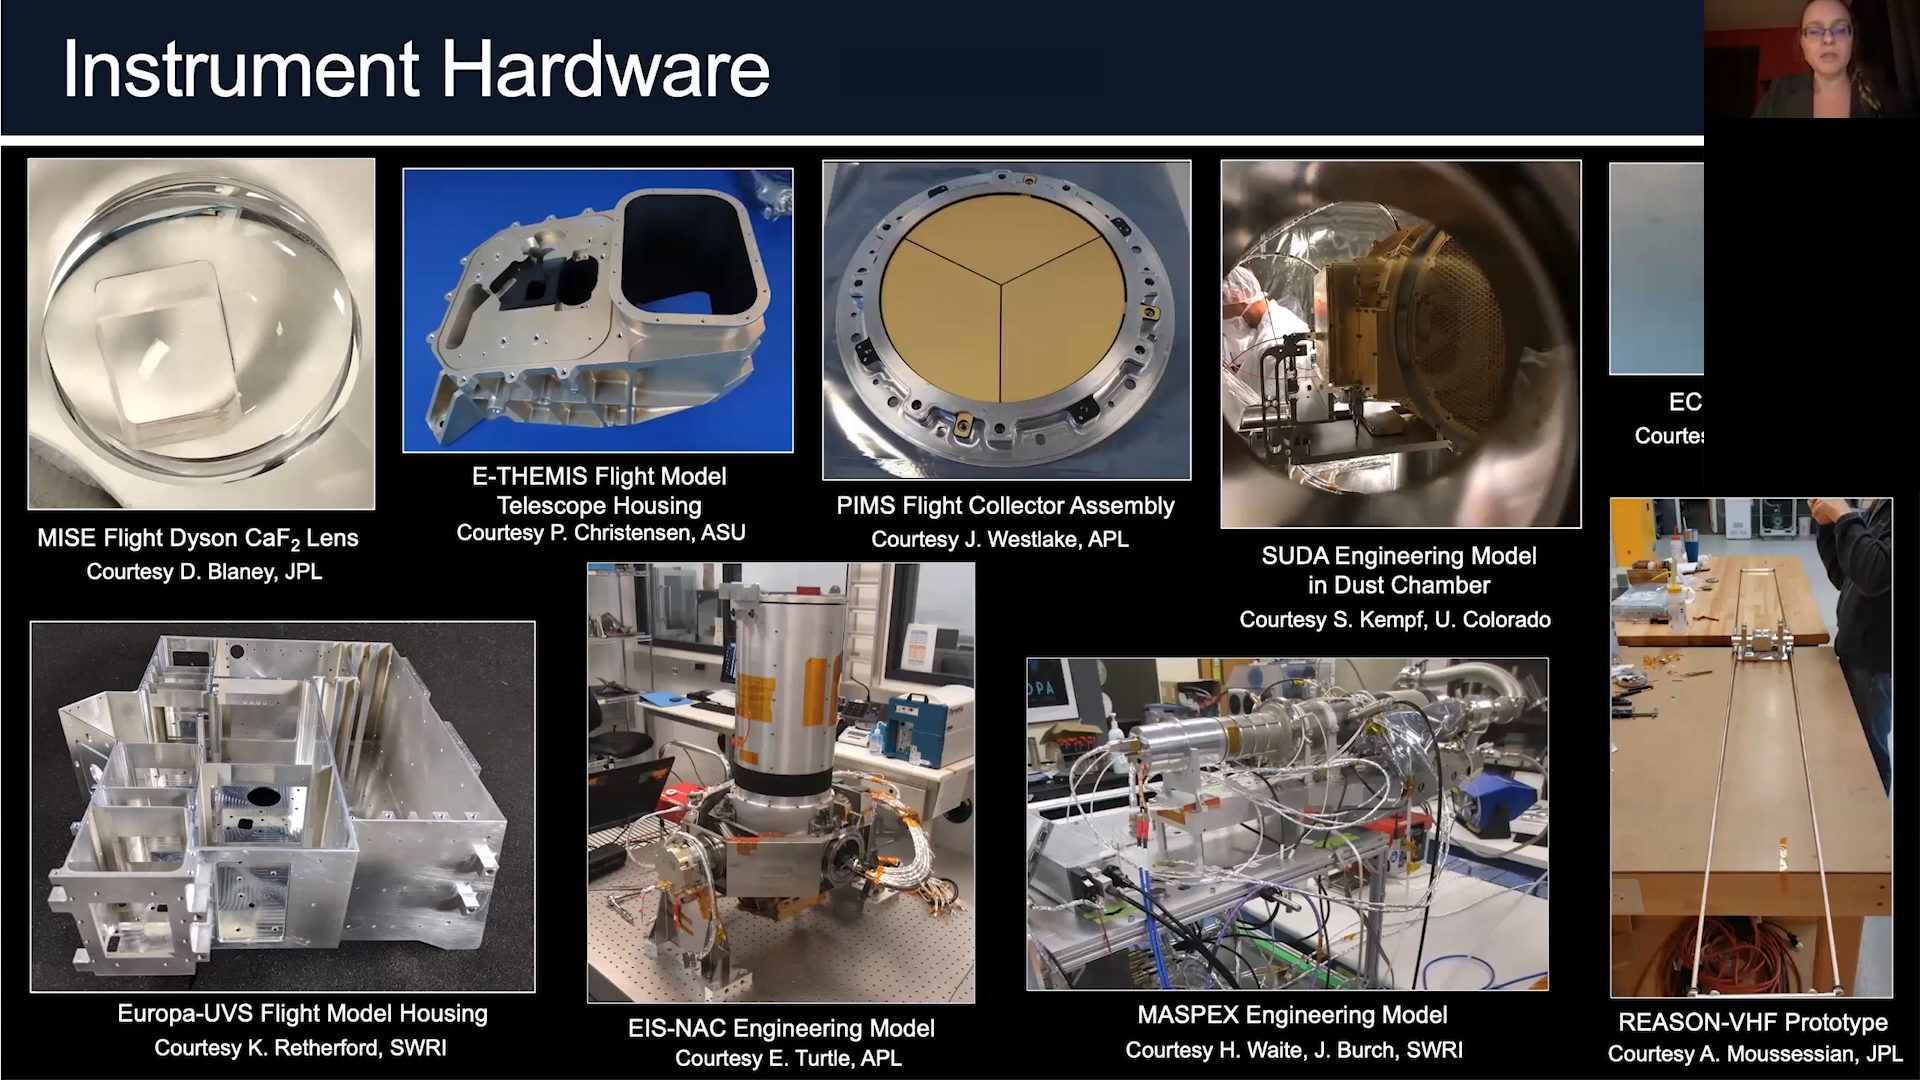 Instrument Hardware
MISE Flight Dyson CaF₂ Lens
Courtesy D. Blaney, JPL
E-THEMIS Flight Model
Telescope Housing
Courtesy P. Christensen, ASU
PIMS Flight Collector Assembly
Courtesy J. Westlake, APL
SUDA Engineering Model
in Dust Chamber
Courtesy S. Kempf, U. Colorado
EC
Courtes
Europa-UVS Flight Model Housing
Courtesy K. Retherford, SWRI
EIS-NAC Engineering Model
Courtesy E. Turtle, APL
OPA
MASPEX Engineering Model
Courtesy H. Waite, J. Burch, SWRI
REASON-VHF Prototype
Courtesy A. Moussessian, JPL